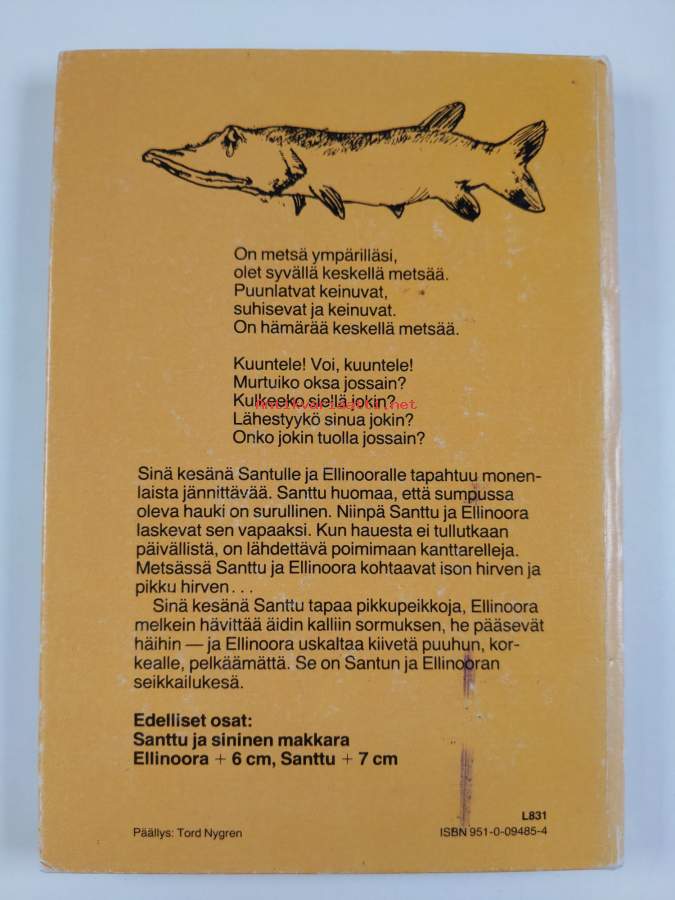 On metsä ympärilläsi,
olet syvällä keskellä metsää.
Puunlatvat keinuvat,
suhisevat ja keinuvat.
On hämärää keskellä metsää.
Kuuntele! Voi, kuuntele!
Murtuiko oksa jossain?
Kulkeeko siellä jokin?
Antikvariaatti.net
Lähestyykö sinua jokin?
Onko jokin tuolla jossain?
Sinä kesänä Santulle ja Ellinooralle tapahtuu monen-
laista jännittävää. Santtu huomaa, että sumpussa
oleva hauki on surullinen. Niinpä Santtu ja Ellinoora
laskevat sen vapaaksi. Kun hauesta ei tullutkaan
päivällistä, on lähdettävä poimimaan kanttarelleja.
Metsässä Santtu ja Ellinoora kohtaavat ison hirven ja
pikku hirven . . .
Sinä kesänä Santtu tapaa pikkupeikkoja, Ellinoora
melkein hävittää äidin kalliin sormuksen, he pääsevät
häihin — ja Ellinoora uskaltaa kiivetä puuhun, kor-
kealle, pelkäämättä. Se on Santun ja Ellinooran
seikkailukesä.
Edelliset osat:
Santtu ja sininen makkara
Ellinoora + 6 cm, Santtu + 7 cm
L831
Päällys: Tord Nygren
ISBN 951-0-09485-4